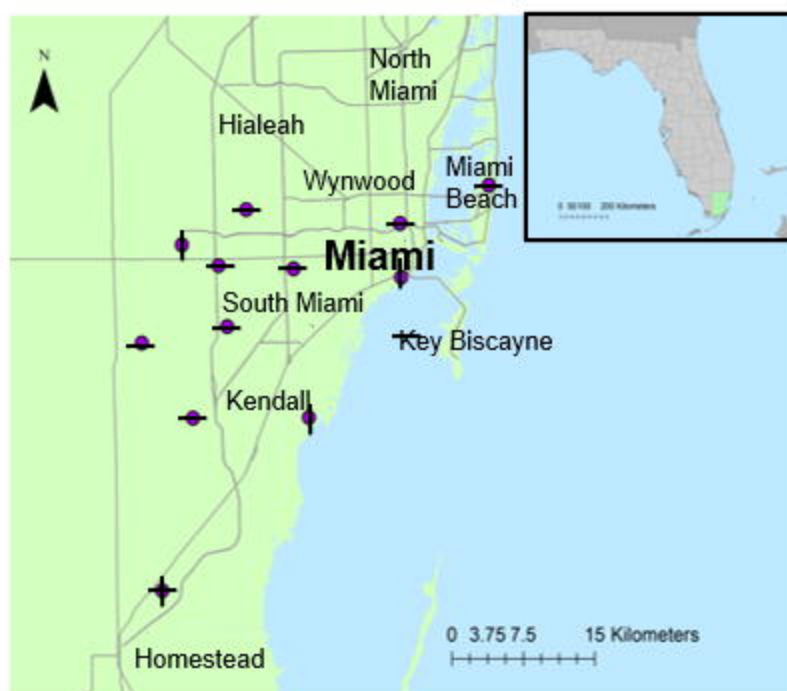 N
North
Miami
Hialeah
Miami
Beach
Wynwood
Miami
South Miami
Key Biscayne
Kendall
Homestead
0 3.75 7.5 15 Kilometers